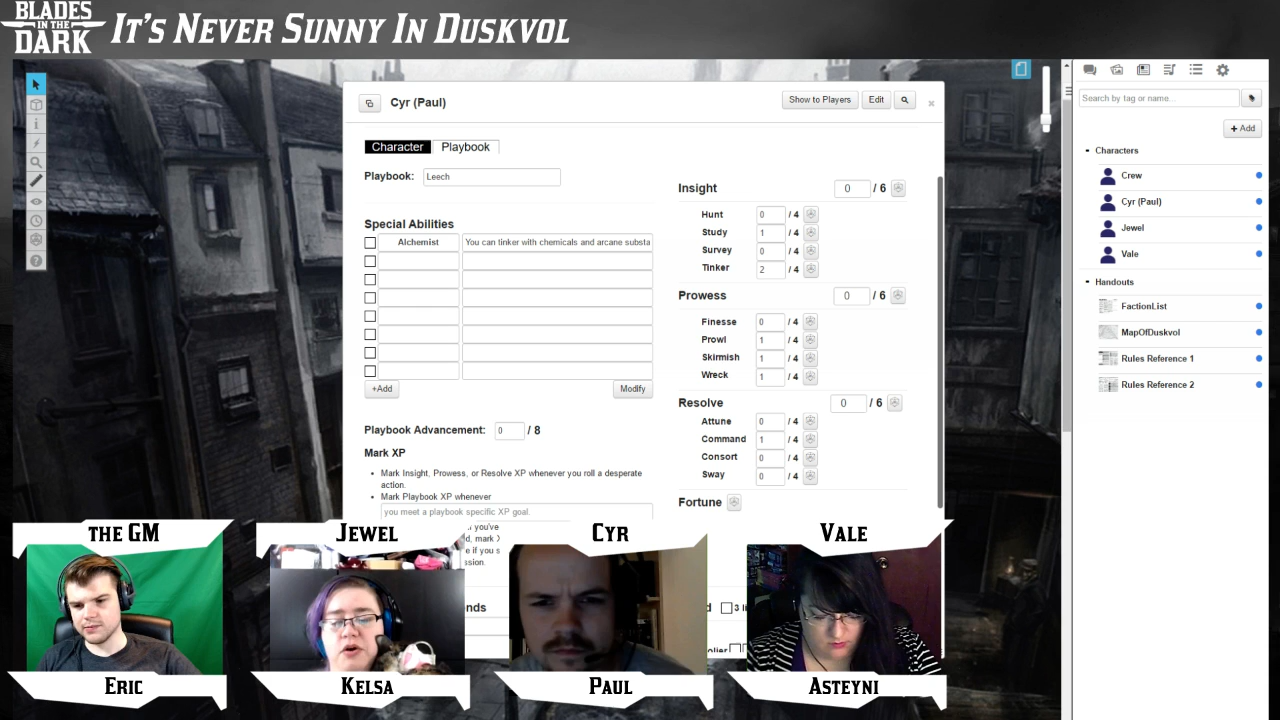 BLADES
IN THE
DARK
IT'S NEVER SUNNY IN DUSKVOL
Cyr (Paul)
Show to Players
Edit
Character
Playbook
Playbook:
Leech
Special Abilities
Alchemist
You can tinker with chemicals and arcane substa
+Add
Modify
Playbook Advancement:
0
/ 8
Mark XP
Mark Insight, Prowess, or Resolve XP whenever you roll a desperate
action.
Mark Playbook XP whenever
you meet a playbook specific XP goal.
Insight 0 / 6
Hunt 0 / 4
Study 1 / 4
Survey 0 / 4
Tinker 2 / 4
Prowess 0 / 6
Finesse 0 / 4
Prowl 1 / 4
Skirmish 1 / 4
Wreck 1 / 4
Resolve 0 / 6
Attune 0 / 4
Command 1 / 4
Consort 0 / 4
Sway 0 / 4
Fortune
Search by tag or name...
+ Add
Characters
Crew
Cyr (Paul)
Jewel
Vale
Handouts
FactionList
MapOfDuskvol
Rules Reference 1
Rules Reference 2
THE GM
JEWEL
CYR
VALE
ERIC
KELSA
PAUL
ASTEYNI